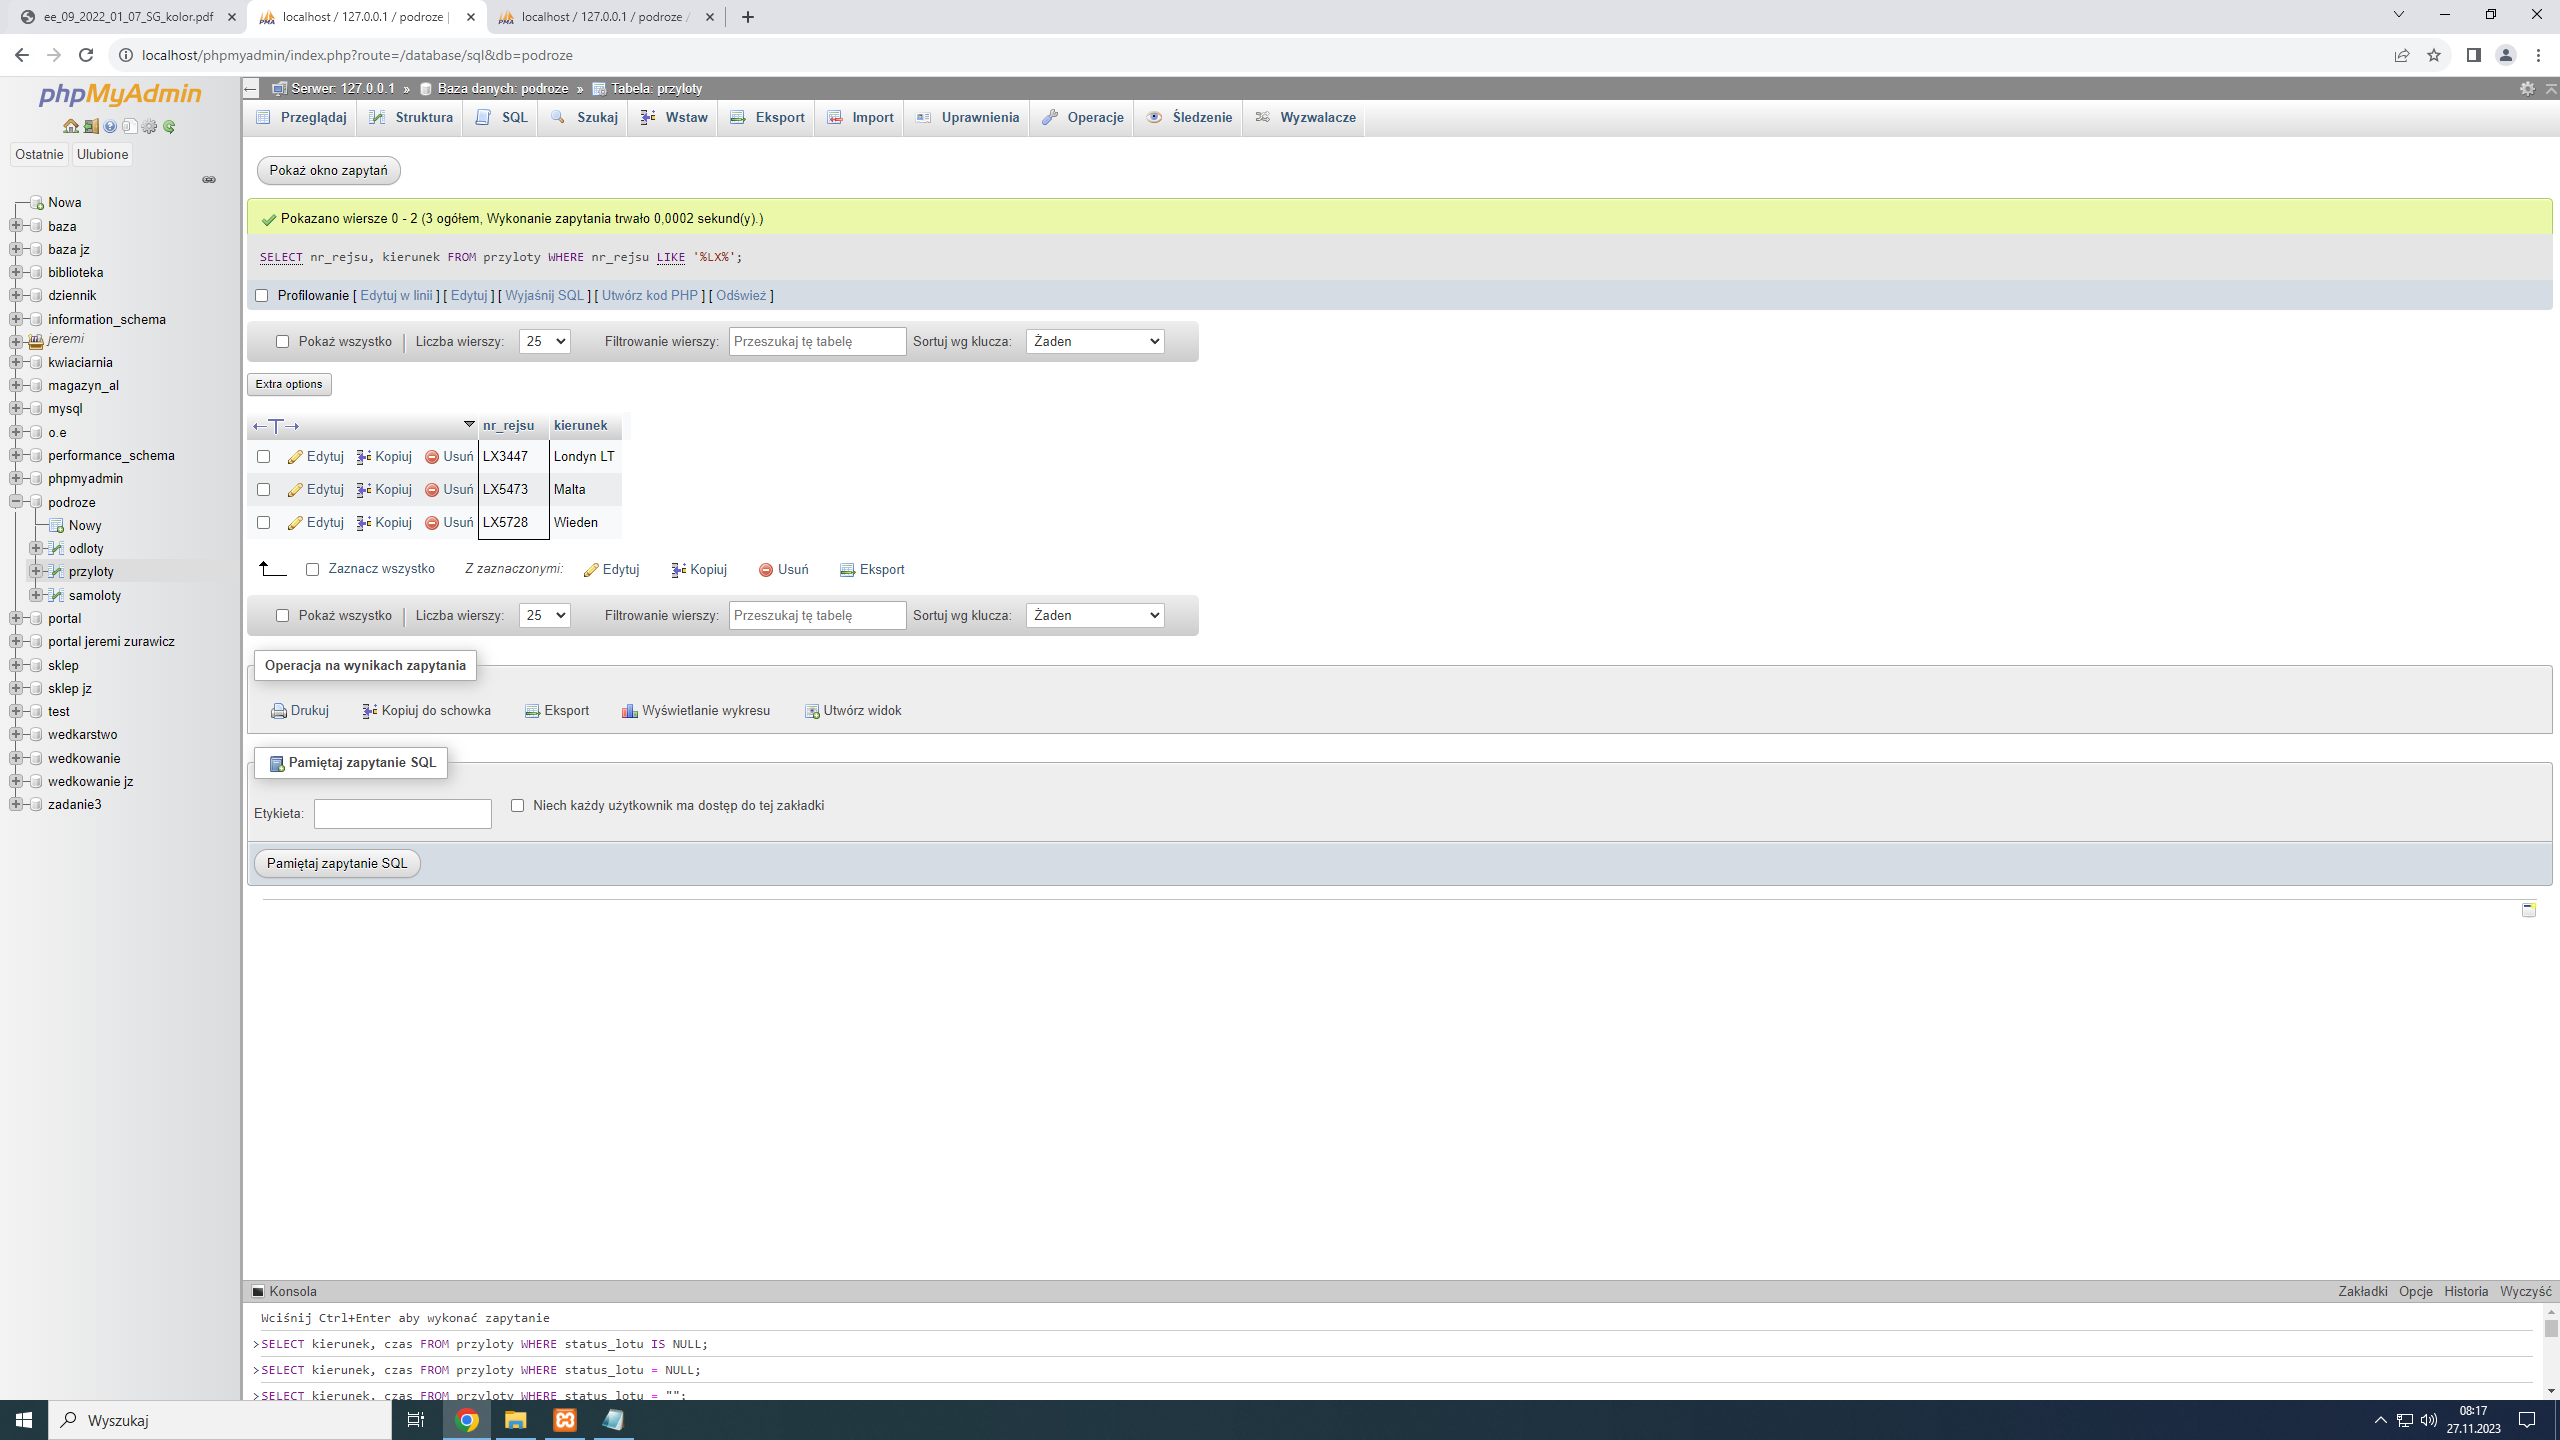 ee_09_2022_01_07_SG_kolor.pdf
localhost / 127.0.0.1 / podroze |
localhost / 127.0.0.1 / podroze /
localhost/phpmyadmin/index.php?route=/database/sql&db=podroze
phpMyAdmin
Ostatnie
Ulubione
Nowa
baza
baza jz
biblioteka
dziennik
information_schema
jeremi
kwiaciarnia
magazyn_al
mysql
o.e
performance_schema
phpmyadmin
podroze
Nowy
odloty
przyloty
samoloty
portal
portal jeremi zurawicz
sklep
sklep jz
test
wedkarstwo
wedkowanie
wedkowanie jz
zadanie3
Serwer: 127.0.0.1 » Baza danych: podroze » Tabela: przyloty
Przeglądaj Struktura SQL Szukaj Wstaw Eksport Import Uprawnienia Operacje Śledzenie Wyzwalacze
Pokaż okno zapytań
Pokazano wiersze 0 - 2 (3 ogółem, Wykonanie zapytania trwało 0,0002 sekund(y).)
SELECT nr_rejsu, kierunek FROM przyloty WHERE nr_rejsu LIKE '%LX%';
Profilowanie [ Edytuj w linii ] [ Edytuj ] [ Wyjaśnij SQL ] [ Utwórz kod PHP ] [ Odśwież ]
Pokaż wszystko | Liczba wierszy: 25 Filtrowanie wierszy: Przeszukaj tę tabelę Sortuj wg klucza: Żaden
Extra options
←T→ nr_rejsu kierunek
Edytuj Kopiuj Usuń LX3447 Londyn LT
Edytuj Kopiuj Usuń LX5473 Malta
Edytuj Kopiuj Usuń LX5728 Wieden
Zaznacz wszystko Z zaznaczonymi: Edytuj Kopiuj Usuń Eksport
Pokaż wszystko | Liczba wierszy: 25 Filtrowanie wierszy: Przeszukaj tę tabelę Sortuj wg klucza: Żaden
Operacja na wynikach zapytania
Drukuj Kopiuj do schowka Eksport Wyświetlanie wykresu Utwórz widok
Pamiętaj zapytanie SQL
Etykieta: Niech każdy użytkownik ma dostęp do tej zakładki
Pamiętaj zapytanie SQL
Konsola Zakładki Opcje Historia Wyczyść
Wciśnij Ctrl+Enter aby wykonać zapytanie
>SELECT kierunek, czas FROM przyloty WHERE status_lotu IS NULL;
>SELECT kierunek, czas FROM przyloty WHERE status_lotu = NULL;
>SELECT kierunek, czas FROM przyloty WHERE status_lotu = "";
Wyszukaj
08:17
27.11.2023